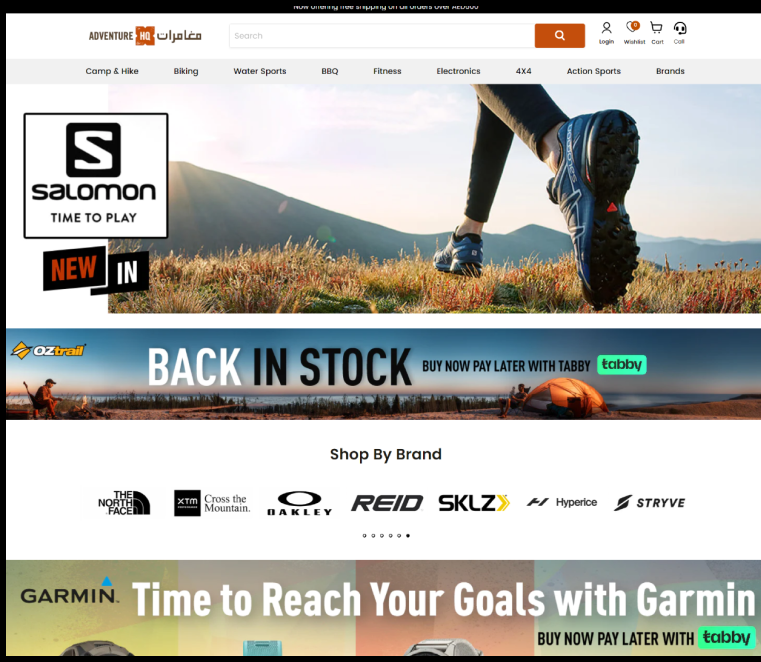 Now offering free shipping on all orders over AED500
ADVENTURE HQ مغامرات
Search
Login Wishlist Cart Call
0
Camp & Hike Biking Water Sports BBQ Fitness Electronics 4X4 Action Sports Brands
S
SALOMON
TIME TO PLAY
NEW IN
OZtrail
BACK IN STOCK BUY NOW PAY LATER WITH TABBY tabby
Shop By Brand
THE
NORTH
FACE
XTM Cross the
Mountain.
OAKLEY
REID
SKLZ
Hyperice
STRYVE
GARMIN. Time to Reach Your Goals with Garmin
BUY NOW PAY LATER WITH tabby